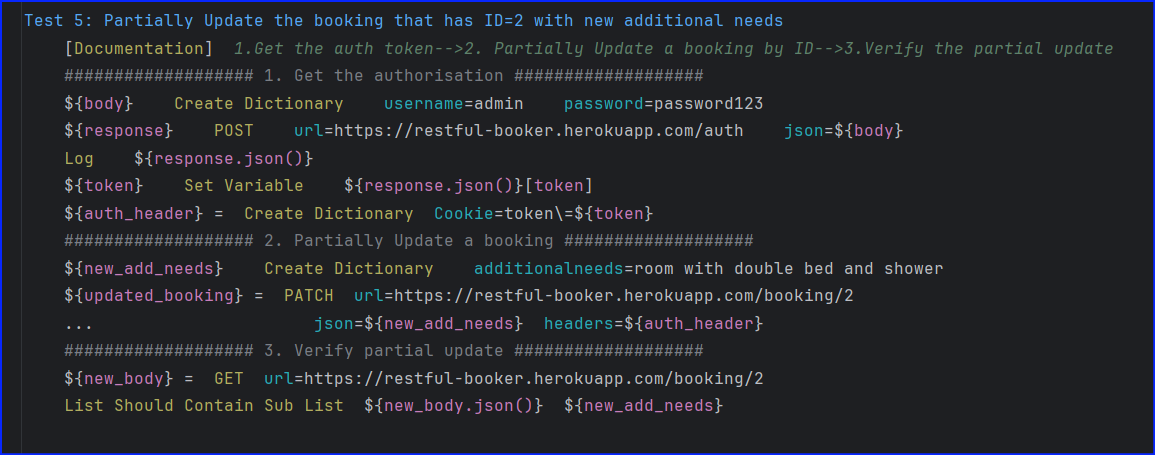 Test 5: Partially Update the booking that has ID=2 with new additional needs
    [Documentation]  1.Get the auth token-->2. Partially Update a booking by ID-->3.Verify the partial update
    ################### 1. Get the authorisation ###################
    ${body}    Create Dictionary    username=admin    password=password123
    ${response}    POST    url=https://restful-booker.herokuapp.com/auth    json=${body}
    Log    ${response.json()}
    ${token}    Set Variable    ${response.json()}[token]
    ${auth_header} =  Create Dictionary  Cookie=token\=${token}
    ################### 2. Partially Update a booking ###################
    ${new_add_needs}    Create Dictionary    additionalneeds=room with double bed and shower
    ${updated_booking} =  PATCH  url=https://restful-booker.herokuapp.com/booking/2
    ...                      json=${new_add_needs}  headers=${auth_header}
    ################### 3. Verify partial update ###################
    ${new_body} =  GET  url=https://restful-booker.herokuapp.com/booking/2
    List Should Contain Sub List  ${new_body.json()}  ${new_add_needs}